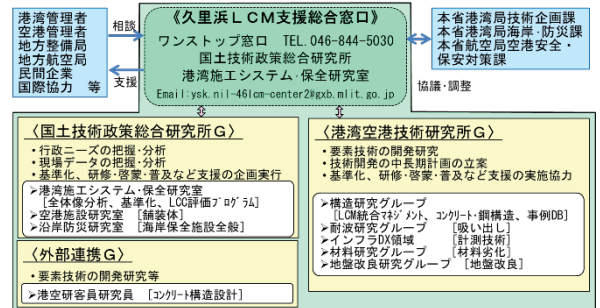 港湾管理者
空港管理者
地方整備局
地方航空局
民間企業
国際協力　等
相談
支援
《久里浜ＬＣＭ支援総合窓口》
ワンストップ窓口　TEL.046-844-5030
国土技術政策総合研究所
港湾施工システム・保全研究室
Email:ysk.nil-46lcm-center2@gxb.mlit.go.jp
本省港湾局技術企画課
本省港湾局海岸・防災課
本省航空局空港安全・
保安対策課
協議・調整
〈国土技術政策総合研究所Ｇ〉
・行政ニーズの把握・分析
・現場データの把握・分析
・基準化、研修・啓蒙・普及など支援の企画実行
➢港湾施工システム・保全研究室
[全体像分析、基準化、LCC評価プログラム]
➢空港施設研究室　[舗装体]
➢沿岸防災研究室　[海岸保全施設全般]
〈外部連携Ｇ〉
・要素技術の開発研究等
➢港空研客員研究員　[コンクリート構造設計]
〈港湾空港技術研究所Ｇ〉
・要素技術の開発研究
・技術開発の中長期計画の立案
・基準化、研修・啓蒙・普及など支援の実施協力
➢構造研究グループ
[LCM統合マネジメント、コンクリート・鋼構造、事例DB]
➢耐波研究グループ　[吸い出し]
➢インフラDX領域　[計測技術]
➢材料研究グループ　[材料劣化]
➢地盤改良研究グループ　[地盤改良]